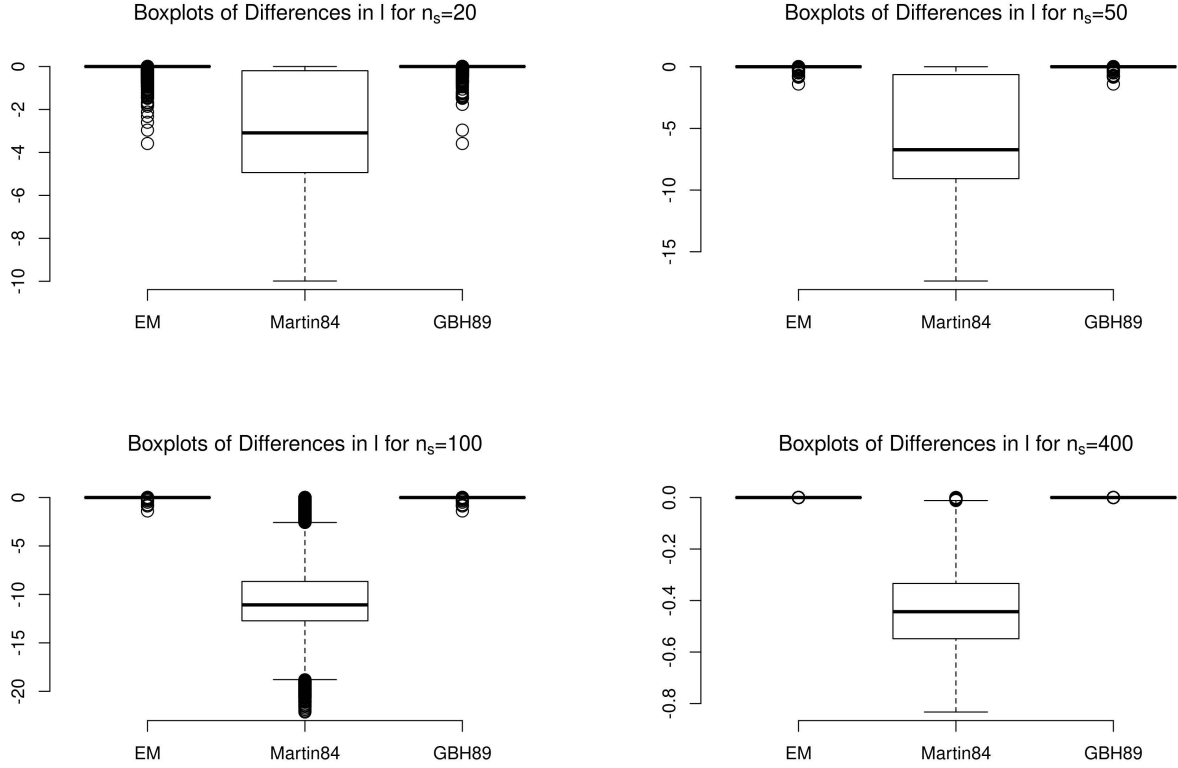 Boxplots of Differences in l for nₛ=20
0
-2
-4
-6
-8
-10
EM Martin84 GBH89
Boxplots of Differences in l for nₛ=50
0
-5
-10
-15
EM Martin84 GBH89
Boxplots of Differences in l for nₛ=100
0
-5
-10
-15
-20
EM Martin84 GBH89
Boxplots of Differences in l for nₛ=400
0.0
-0.2
-0.4
-0.6
-0.8
EM Martin84 GBH89